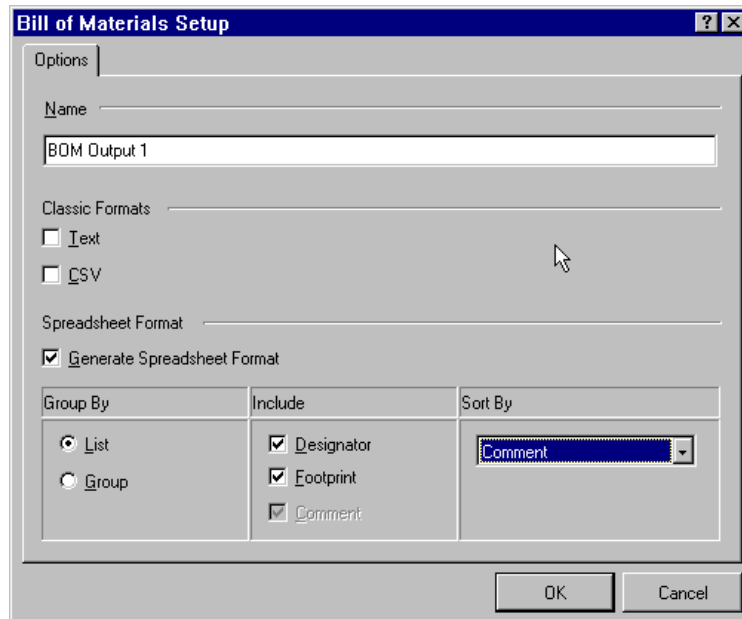 Bill of Materials Setup
Options
Name
BOM Output 1
Classic Formats
Text
CSV
Spreadsheet Format
Generate Spreadsheet Format
Group By Include Sort By
List Designator Comment
Group Footprint
Comment
OK Cancel